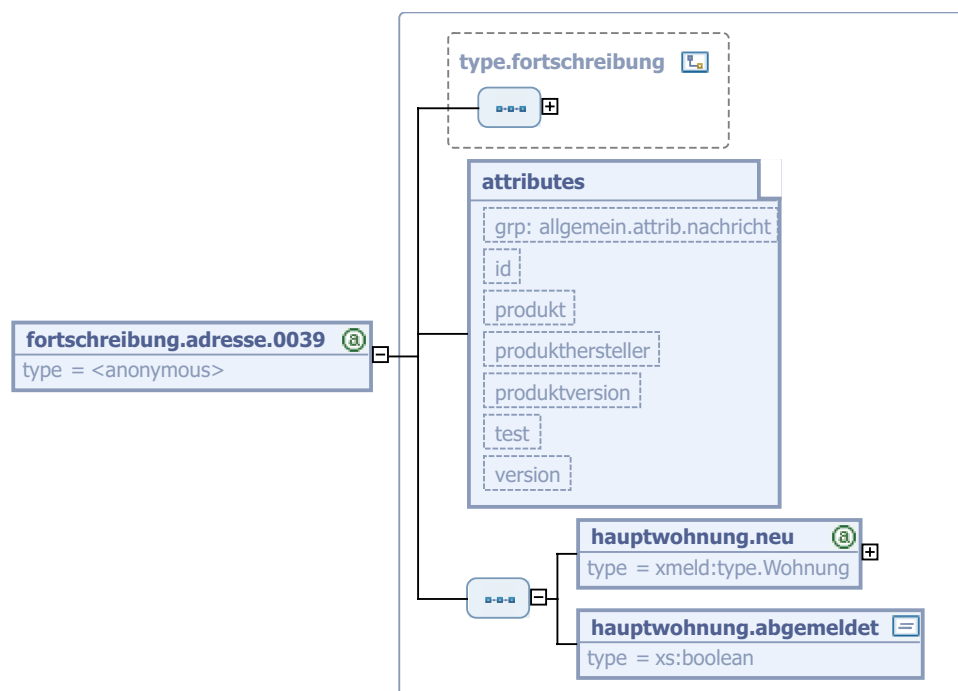 type.fortschreibung
attributes
grp: allgemein.attrib.nachricht
id
produkt
produkthersteller
produktversion
test
version
fortschreibung.adresse.0039
type = <anonymous>
hauptwohnung.neu
type = xmeld:type.Wohnung
hauptwohnung.abgemeldet
type = xs:boolean